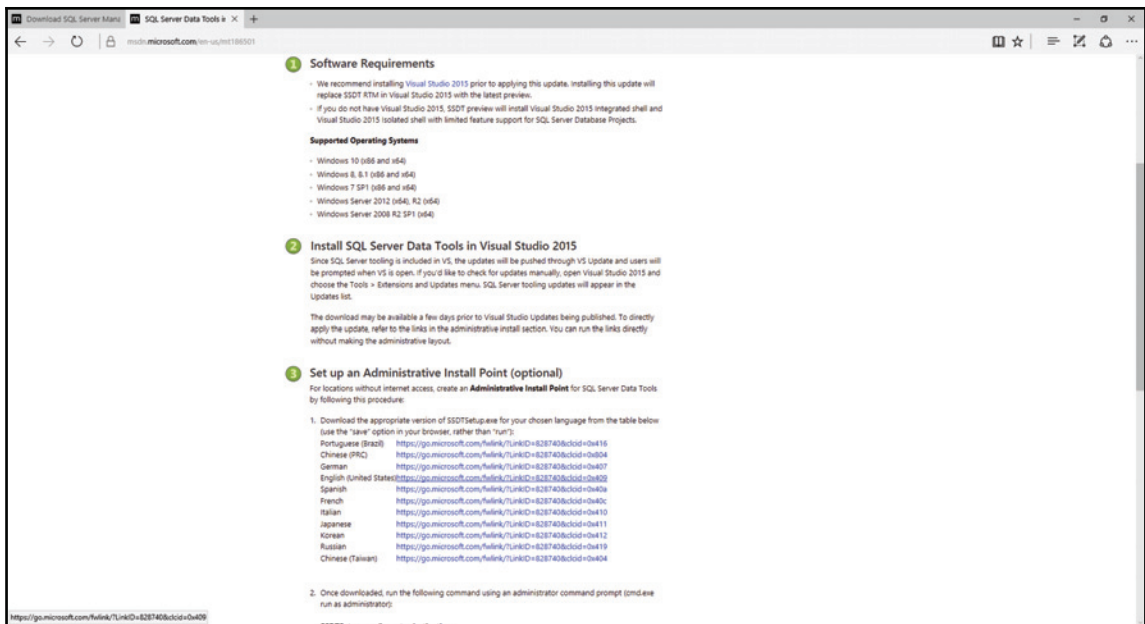 Download SQL Server Mana
SQL Server Data Tools i
msdn.microsoft.com/en-us/mt186501
1 Software Requirements
- We recommend installing Visual Studio 2015 prior to applying this update. Installing this update will
replace SSDT RTM in Visual Studio 2015 with the latest preview.
- If you do not have Visual Studio 2015, SSDT preview will install Visual Studio 2015 Integrated shell and
Visual Studio 2015 isolated shell with limited feature support for SQL Server Database Projects.
Supported Operating Systems
- Windows 10 (x86 and x64)
- Windows 8, 8.1 (x86 and x64)
- Windows 7 SP1 (x86 and x64)
- Windows Server 2012 (x64), R2 (x64)
- Windows Server 2008 R2 SP1 (x64)
2 Install SQL Server Data Tools in Visual Studio 2015
Since SQL Server tooling is included in VS, the updates will be pushed through VS Update and users will
be prompted when VS is open. If you'd like to check for updates manually, open Visual Studio 2015 and
choose the Tools > Extensions and Updates menu. SQL Server tooling updates will appear in the
Updates list.
The download may be available a few days prior to Visual Studio Updates being published. To directly
apply the update, refer to the links in the administrative install section. You can run the links directly
without making the administrative layout.
3 Set up an Administrative Install Point (optional)
For locations without internet access, create an Administrative Install Point for SQL Server Data Tools
by following this procedure:
1. Download the appropriate version of SSDTSetup.exe for your chosen language from the table below
(use the "save" option in your browser, rather than "run"):
Portuguese (Brazil) https://go.microsoft.com/fwlink/?LinkID=828740&clcid=0x416
Chinese (PRC) https://go.microsoft.com/fwlink/?LinkID=828740&clcid=0x804
German https://go.microsoft.com/fwlink/?LinkID=828740&clcid=0x407
English (United States) https://go.microsoft.com/fwlink/?LinkID=828740&clcid=0x409
Spanish https://go.microsoft.com/fwlink/?LinkID=828740&clcid=0x40a
French https://go.microsoft.com/fwlink/?LinkID=828740&clcid=0x40c
Italian https://go.microsoft.com/fwlink/?LinkID=828740&clcid=0x410
Japanese https://go.microsoft.com/fwlink/?LinkID=828740&clcid=0x411
Korean https://go.microsoft.com/fwlink/?LinkID=828740&clcid=0x412
Russian https://go.microsoft.com/fwlink/?LinkID=828740&clcid=0x419
Chinese (Taiwan) https://go.microsoft.com/fwlink/?LinkID=828740&clcid=0x404
2. Once downloaded, run the following command using an administrator command prompt (cmd.exe
run as administrator):
https://go.microsoft.com/fwlink/?LinkID=828740&clcid=0x409